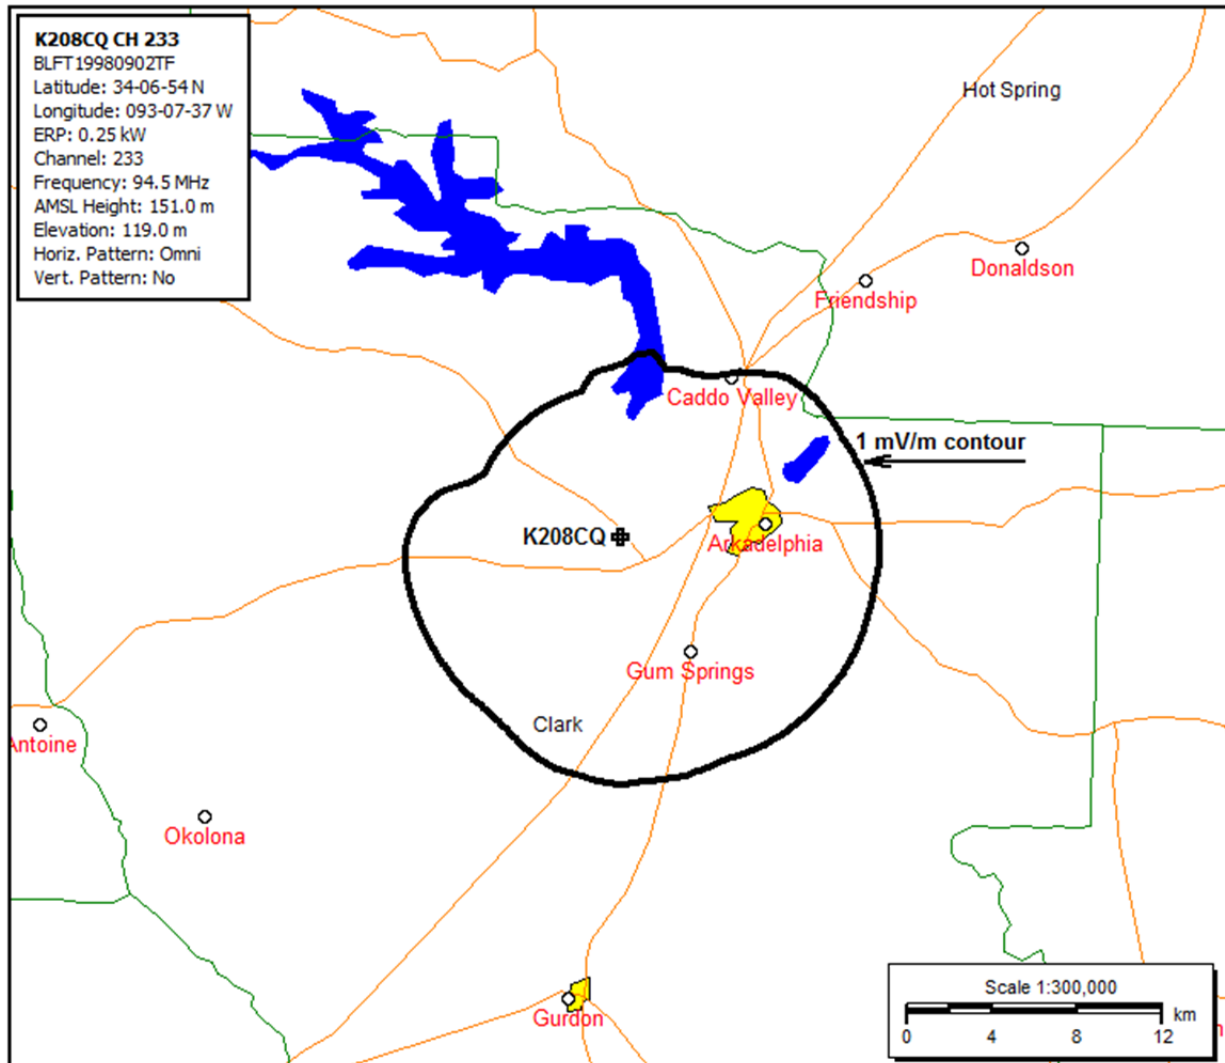 K208CQ CH 233
BLFT19980902TF
Latitude: 34-06-54 N
Longitude: 093-07-37 W
ERP: 0.25 kW
Channel: 233
Frequency: 94.5 MHz
AMSL Height: 151.0 m
Elevation: 119.0 m
Horiz. Pattern: Omni
Vert. Pattern: No
Hot Spring
Donaldson
Friendship
Caddo Valley
1 mV/m contour
K208CQ
Arkadelphia
Gum Springs
Clark
Antoine
Okolona
Gurdon
Scale 1:300,000
km
0 4 8 12